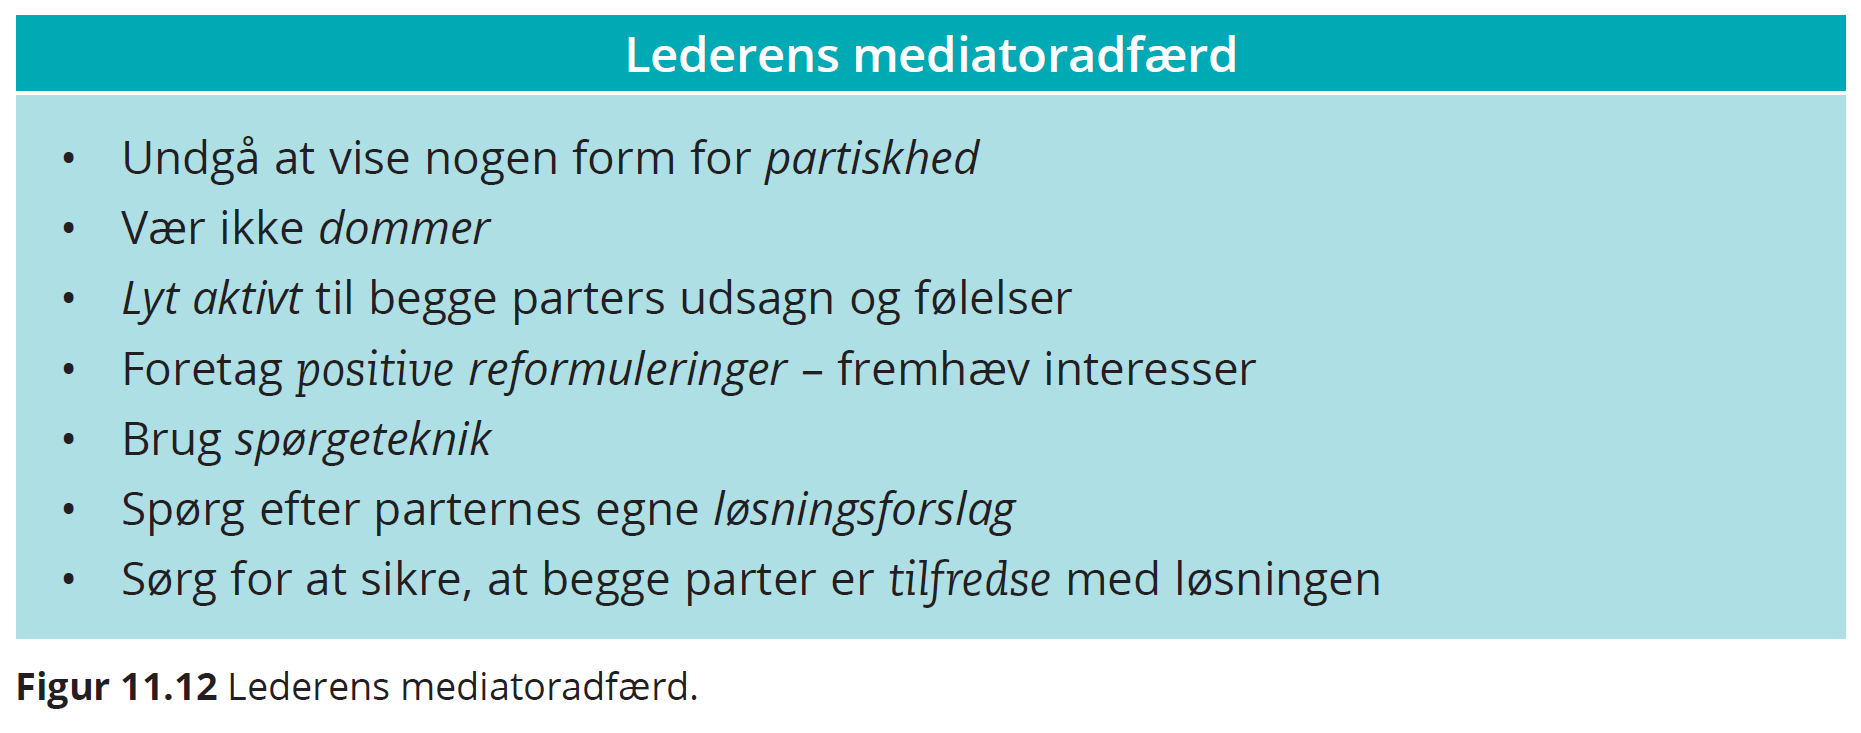 Lederens mediatoradfærd
• Undgå at vise nogen form for partiskhed
• Vær ikke dommer
• Lyt aktivt til begge parters udsagn og følelser
• Foretag positive reformuleringer – fremhæv interesser
• Brug spørgeteknik
• Spørg efter parternes egne løsningsforslag
• Sørg for at sikre, at begge parter er tilfredse med løsningen
Figur 11.12 Lederens mediatoradfærd.